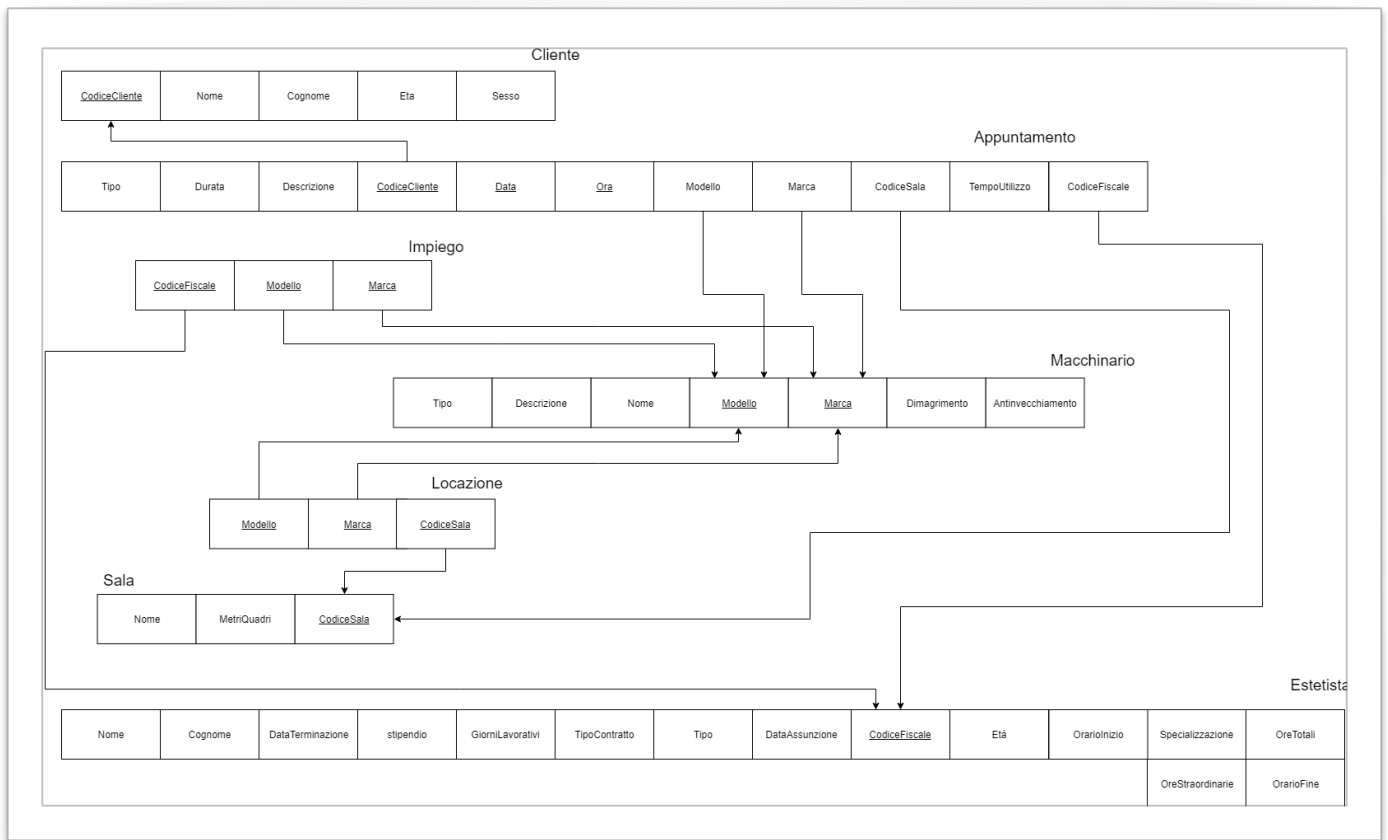 Cliente
CodiceCliente Nome Cognome Eta Sesso
Appuntamento
Tipo Durata Descrizione CodiceCliente Data Ora Modello Marca CodiceSala TempoUtilizzo CodiceFiscale
Impiego
CodiceFiscale Modello Marca
Macchinario
Tipo Descrizione Nome Modello Marca Dimagrimento Antinvecchiamento
Locazione
Modello Marca CodiceSala
Sala
Nome MetriQuadri CodiceSala
Estetista
Nome Cognome DataTerminazione stipendio GiorniLavorativi TipoContratto Tipo DataAssunzione CodiceFiscale Etá OrarioInizio Specializzazione OreTotali
OreStraordinarie OrarioFine